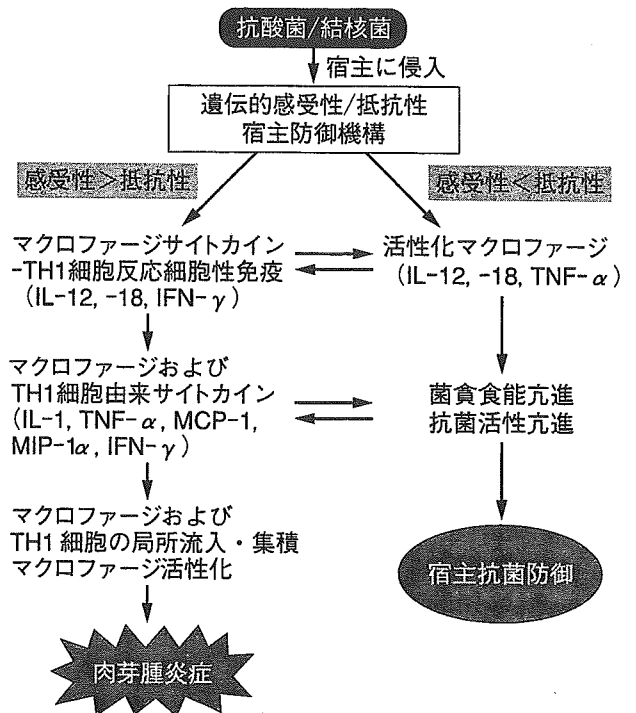 抗酸菌/結核菌
宿主に侵入
遺伝的感受性/抵抗性
宿主防御機構
感受性>抵抗性
感受性<抵抗性
マクロファージサイトカイン
-TH1細胞反応細胞性免疫
(IL-12, -18, IFN-γ)
活性化マクロファージ
(IL-12, -18, TNF-α)
マクロファージおよび
TH1細胞由来サイトカイン
(IL-1, TNF-α, MCP-1,
MIP-1α, IFN-γ)
菌貪食能亢進
抗菌活性亢進
マクロファージおよび
TH1細胞の局所流入・集積
マクロファージ活性化
宿主抗菌防御
肉芽腫炎症